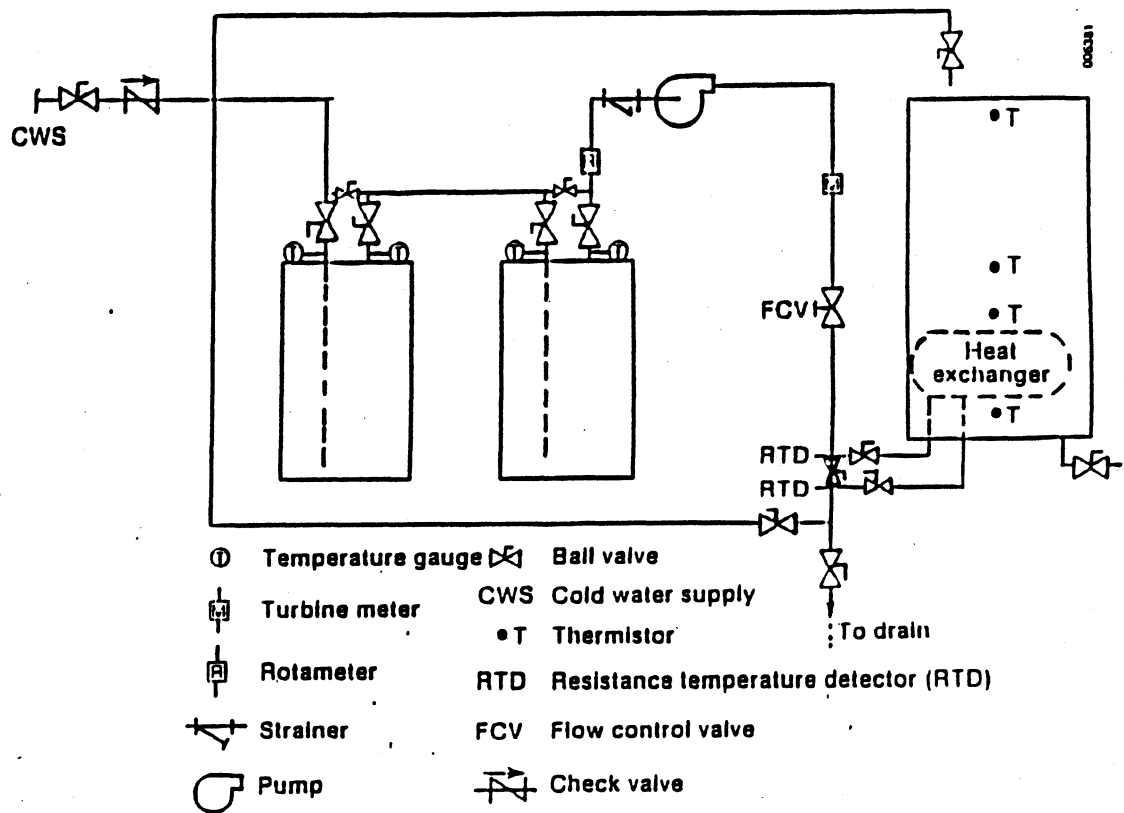 006381
CWS
R
T
M
T
T
T
T
T
FCV
T
Heat
exchanger
T
RTD
RTD
T Temperature gauge
Ball valve
M Turbine meter
CWS Cold water supply
To drain
T Thermistor
R Rotameter
RTD Resistance temperature detector (RTD)
Strainer
FCV Flow control valve
Pump
Check valve